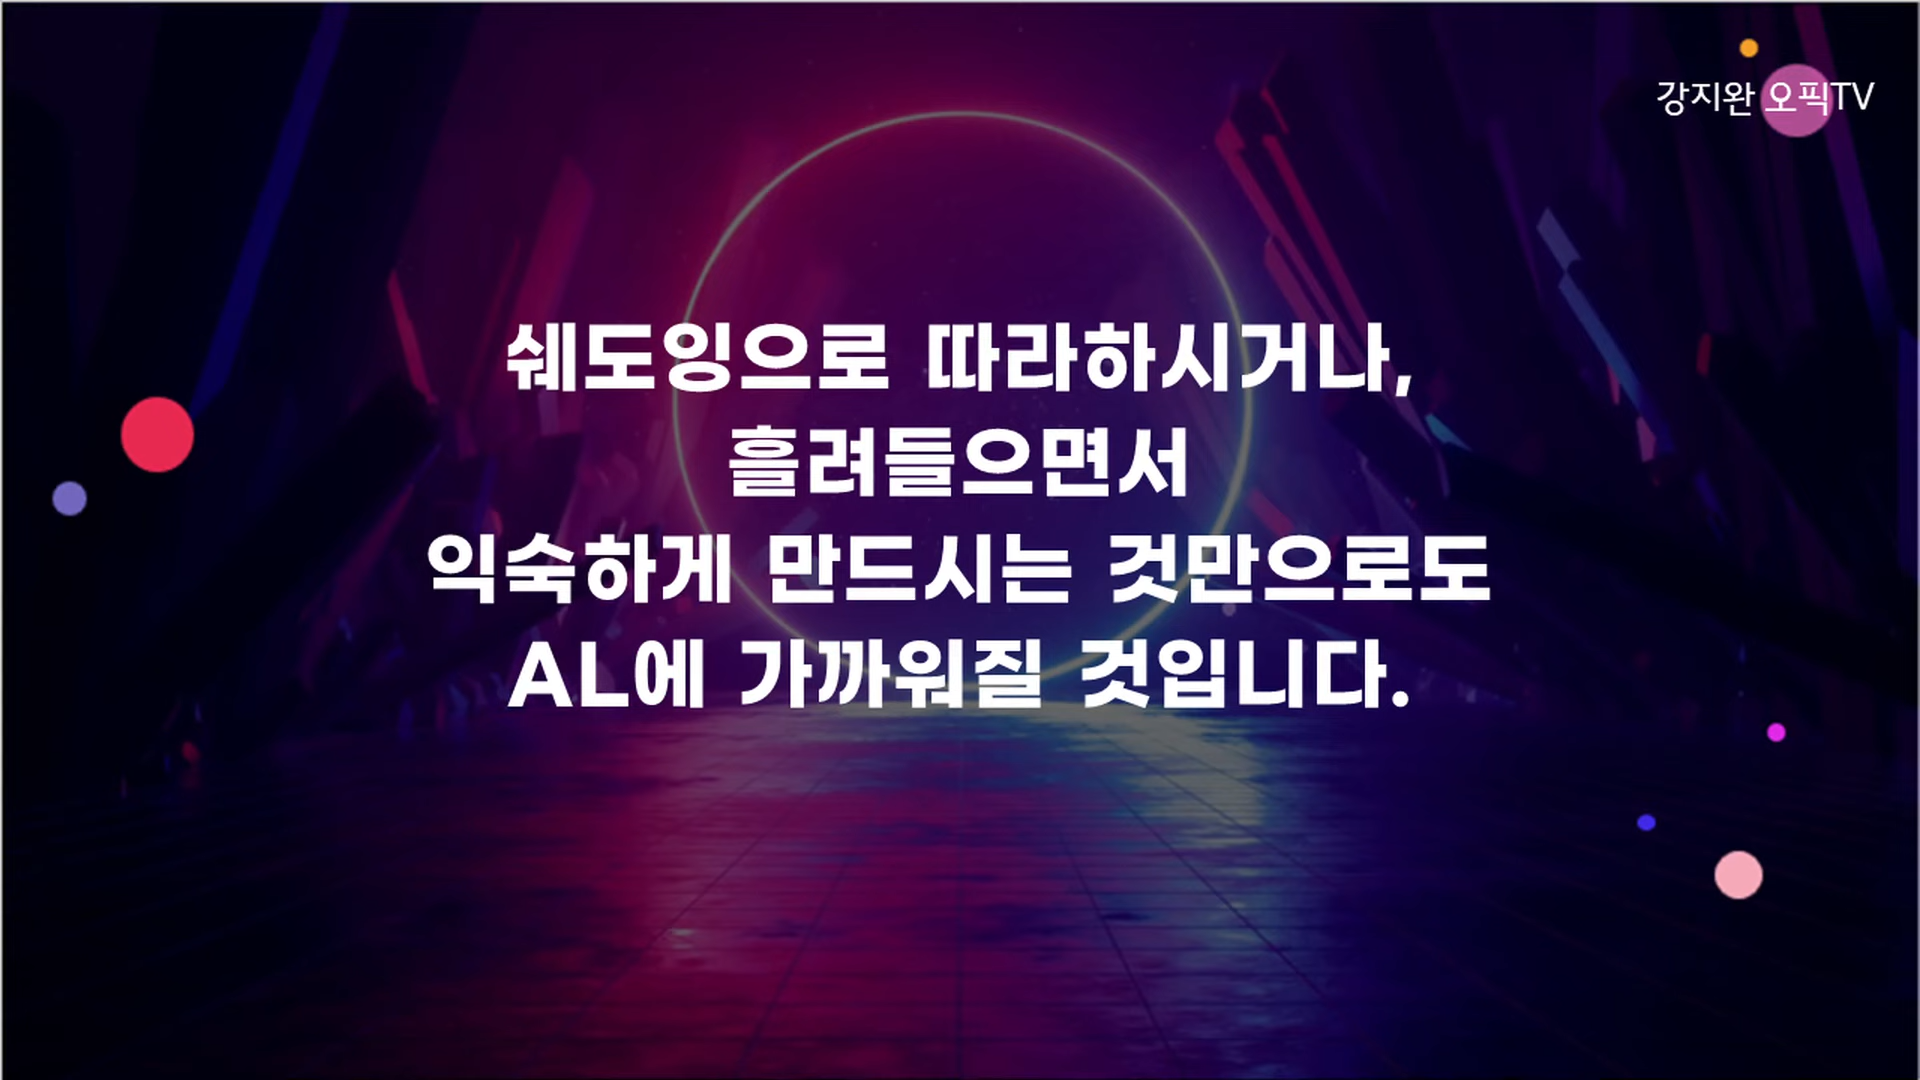 강지완 오픽TV
쉐도잉으로 따라하시거나,
흘려들으면서
익숙하게 만드시는 것만으로도
AL에 가까워질 것입니다.